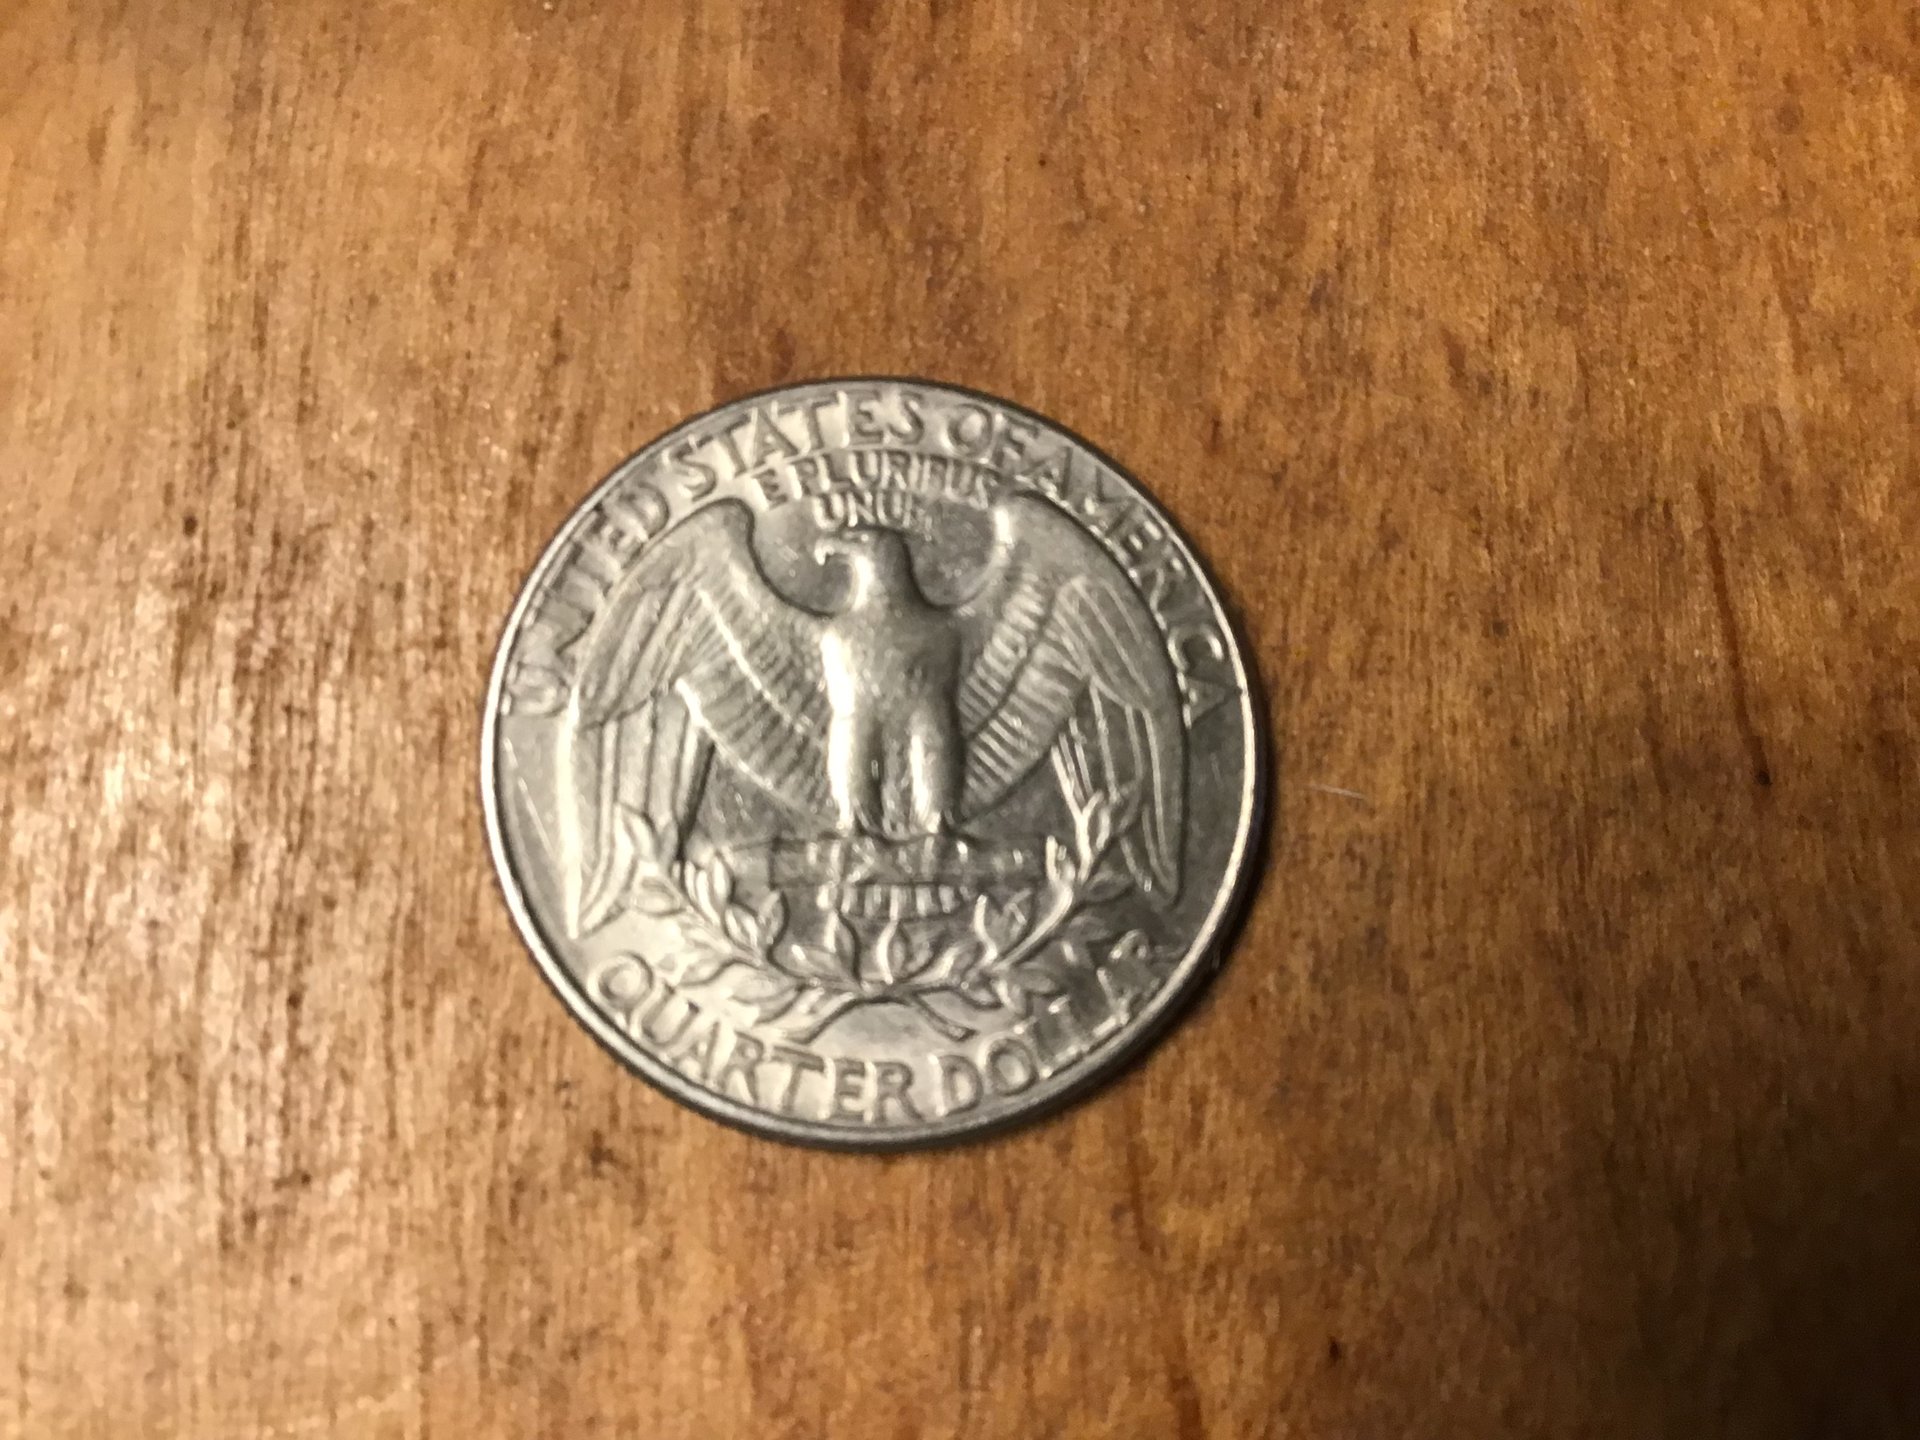 UNITED STATES OF AMERICA
E PLURIBUS
UNUM
QUARTER DOLLAR